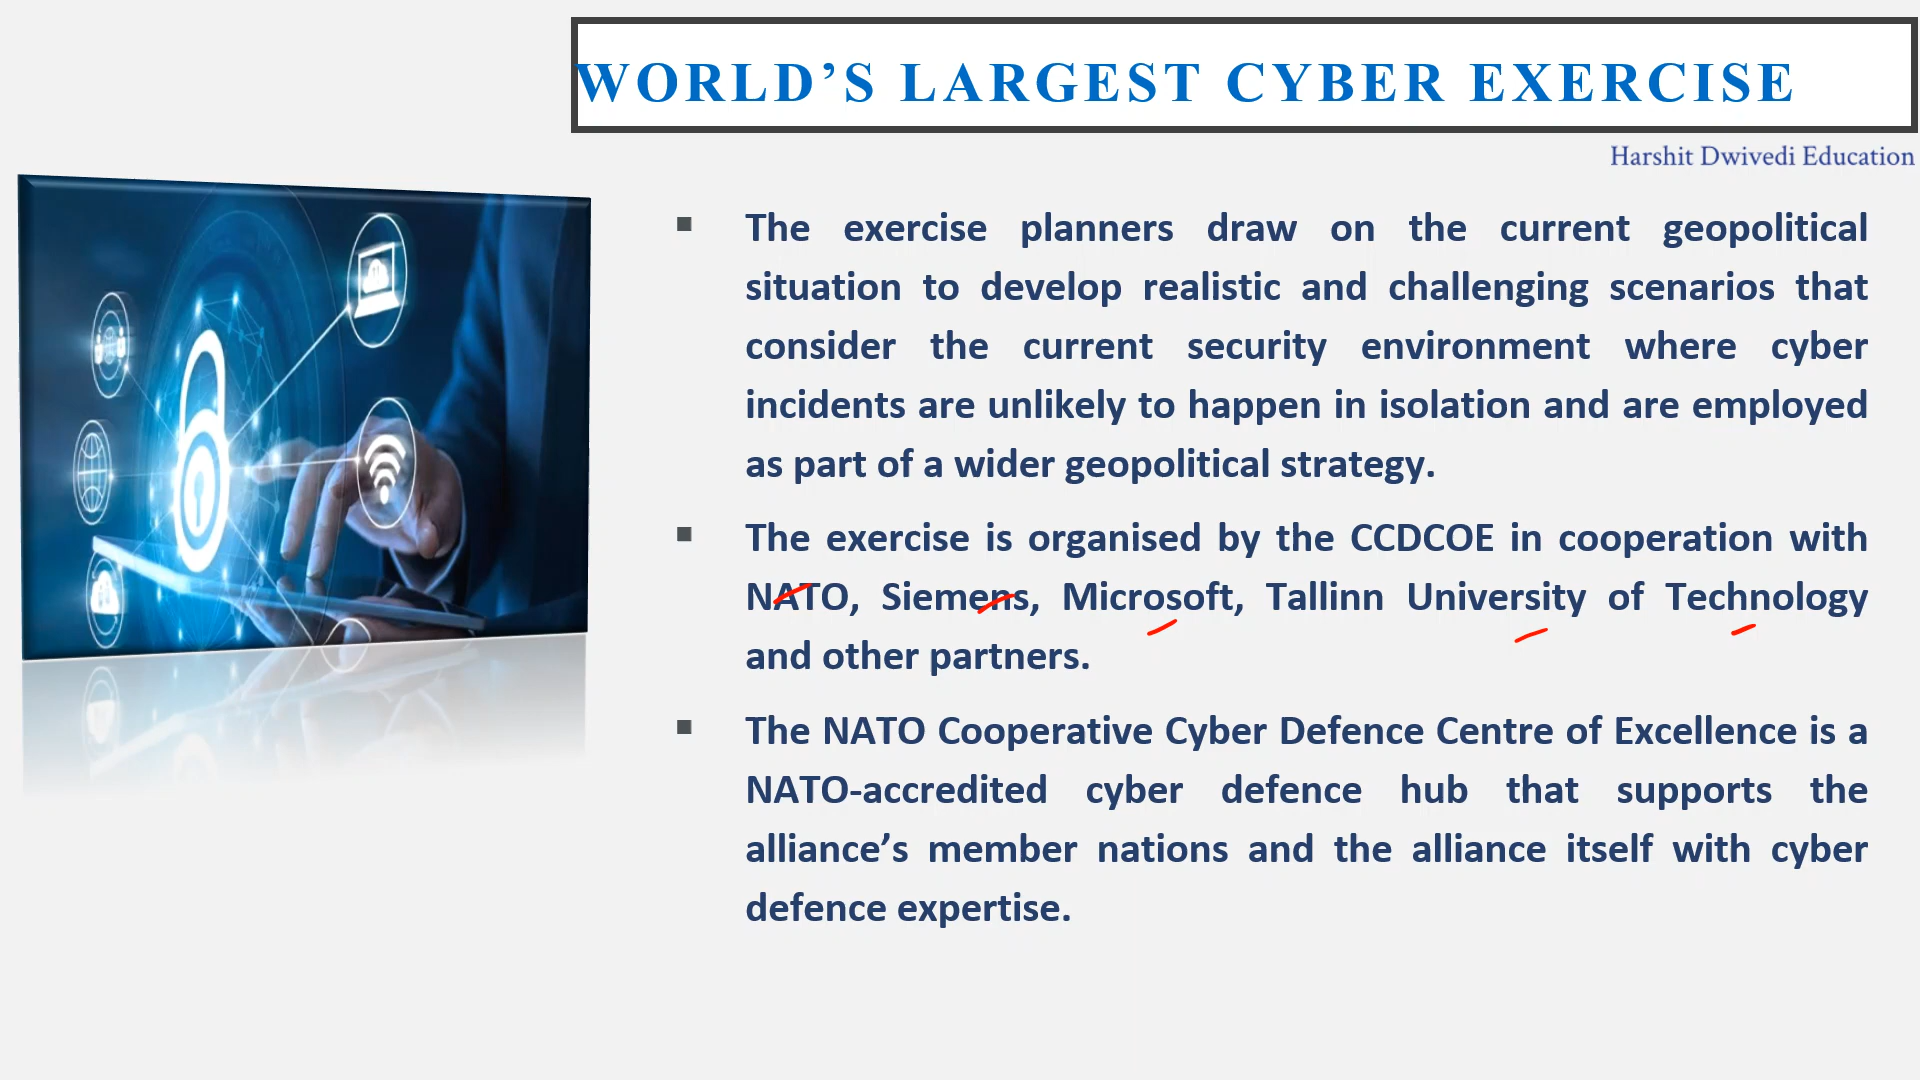 WORLD’S LARGEST CYBER EXERCISE
Harshit Dwivedi Education
▪ The exercise planners draw on the current geopolitical
situation to develop realistic and challenging scenarios that
consider the current security environment where cyber
incidents are unlikely to happen in isolation and are employed
as part of a wider geopolitical strategy.
▪ The exercise is organised by the CCDCOE in cooperation with
NATO, Siemens, Microsoft, Tallinn University of Technology
and other partners.
▪ The NATO Cooperative Cyber Defence Centre of Excellence is a
NATO-accredited cyber defence hub that supports the
alliance’s member nations and the alliance itself with cyber
defence expertise.